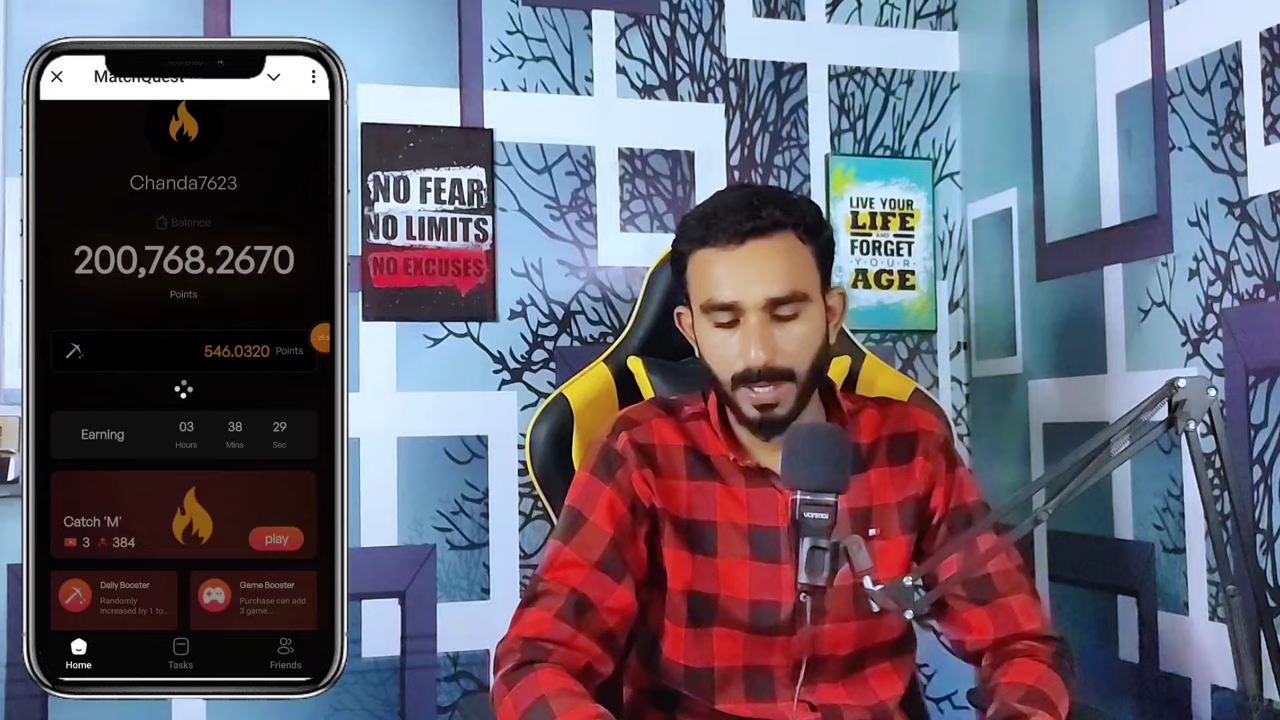 MatchQuest
Chanda7623
Balance
200,768.2670
Points
546.0320 Points
Earning
03
38
29
Hours
Mins
Sec
Catch 'M'
3
384
play
Daily Booster
Randomly
increased by 1 to...
Game Booster
Purchase can add
3 game...
Home
Tasks
Friends
NO FEAR
NO LIMITS
NO EXCUSES
LIVE YOUR
LIFE
AND
FORGET
YOUR
AGE